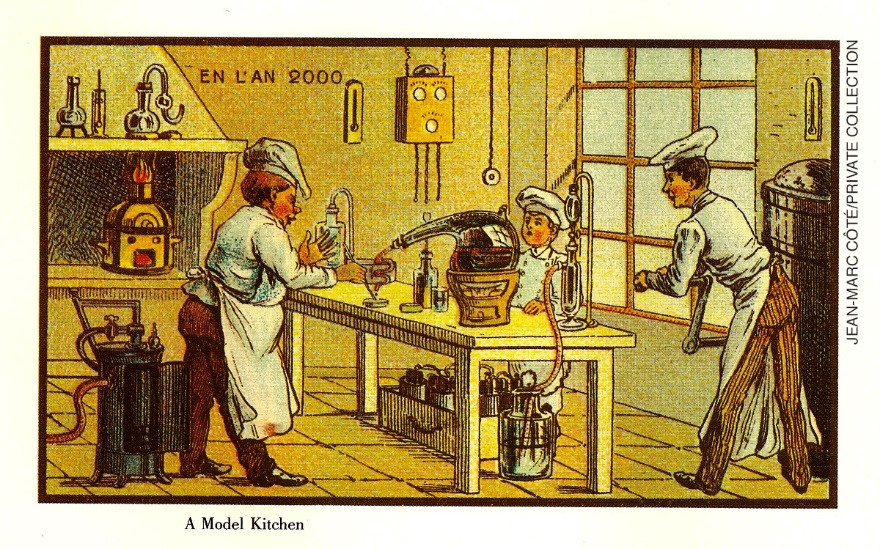 EN L'AN 2000
JEAN-MARC CÔTÉ/PRIVATE COLLECTION
A Model Kitchen